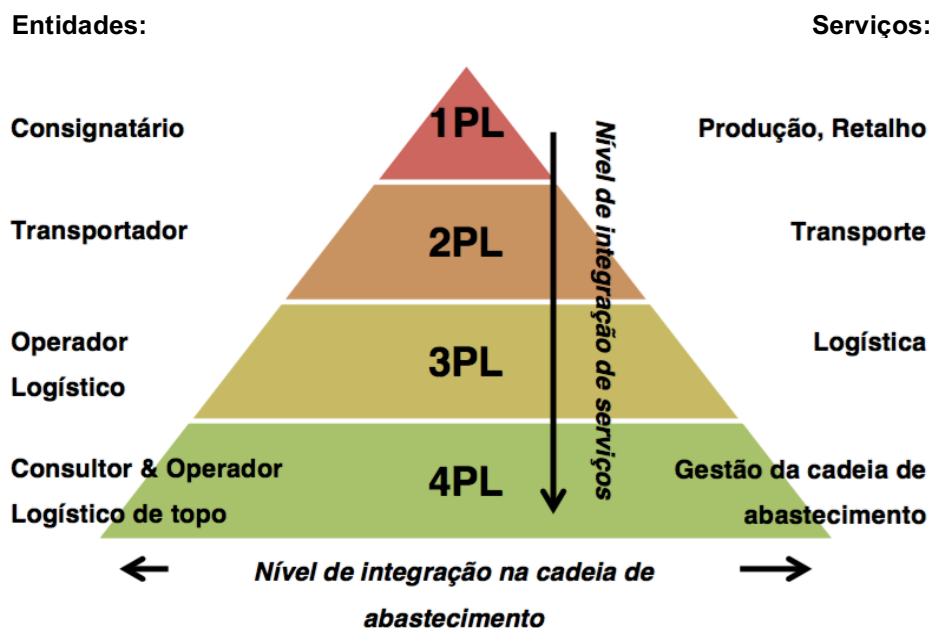 Entidades:
Serviços:
Consignatário
1PL
Produção, Retalho
Transportador
2PL
Transporte
Operador
Logístico
3PL
Logística
Consultor & Operador
Logístico de topo
4PL
Gestão da cadeia de
abastecimento
Nível de integração de serviços
Nível de integração na cadeia de
abastecimento